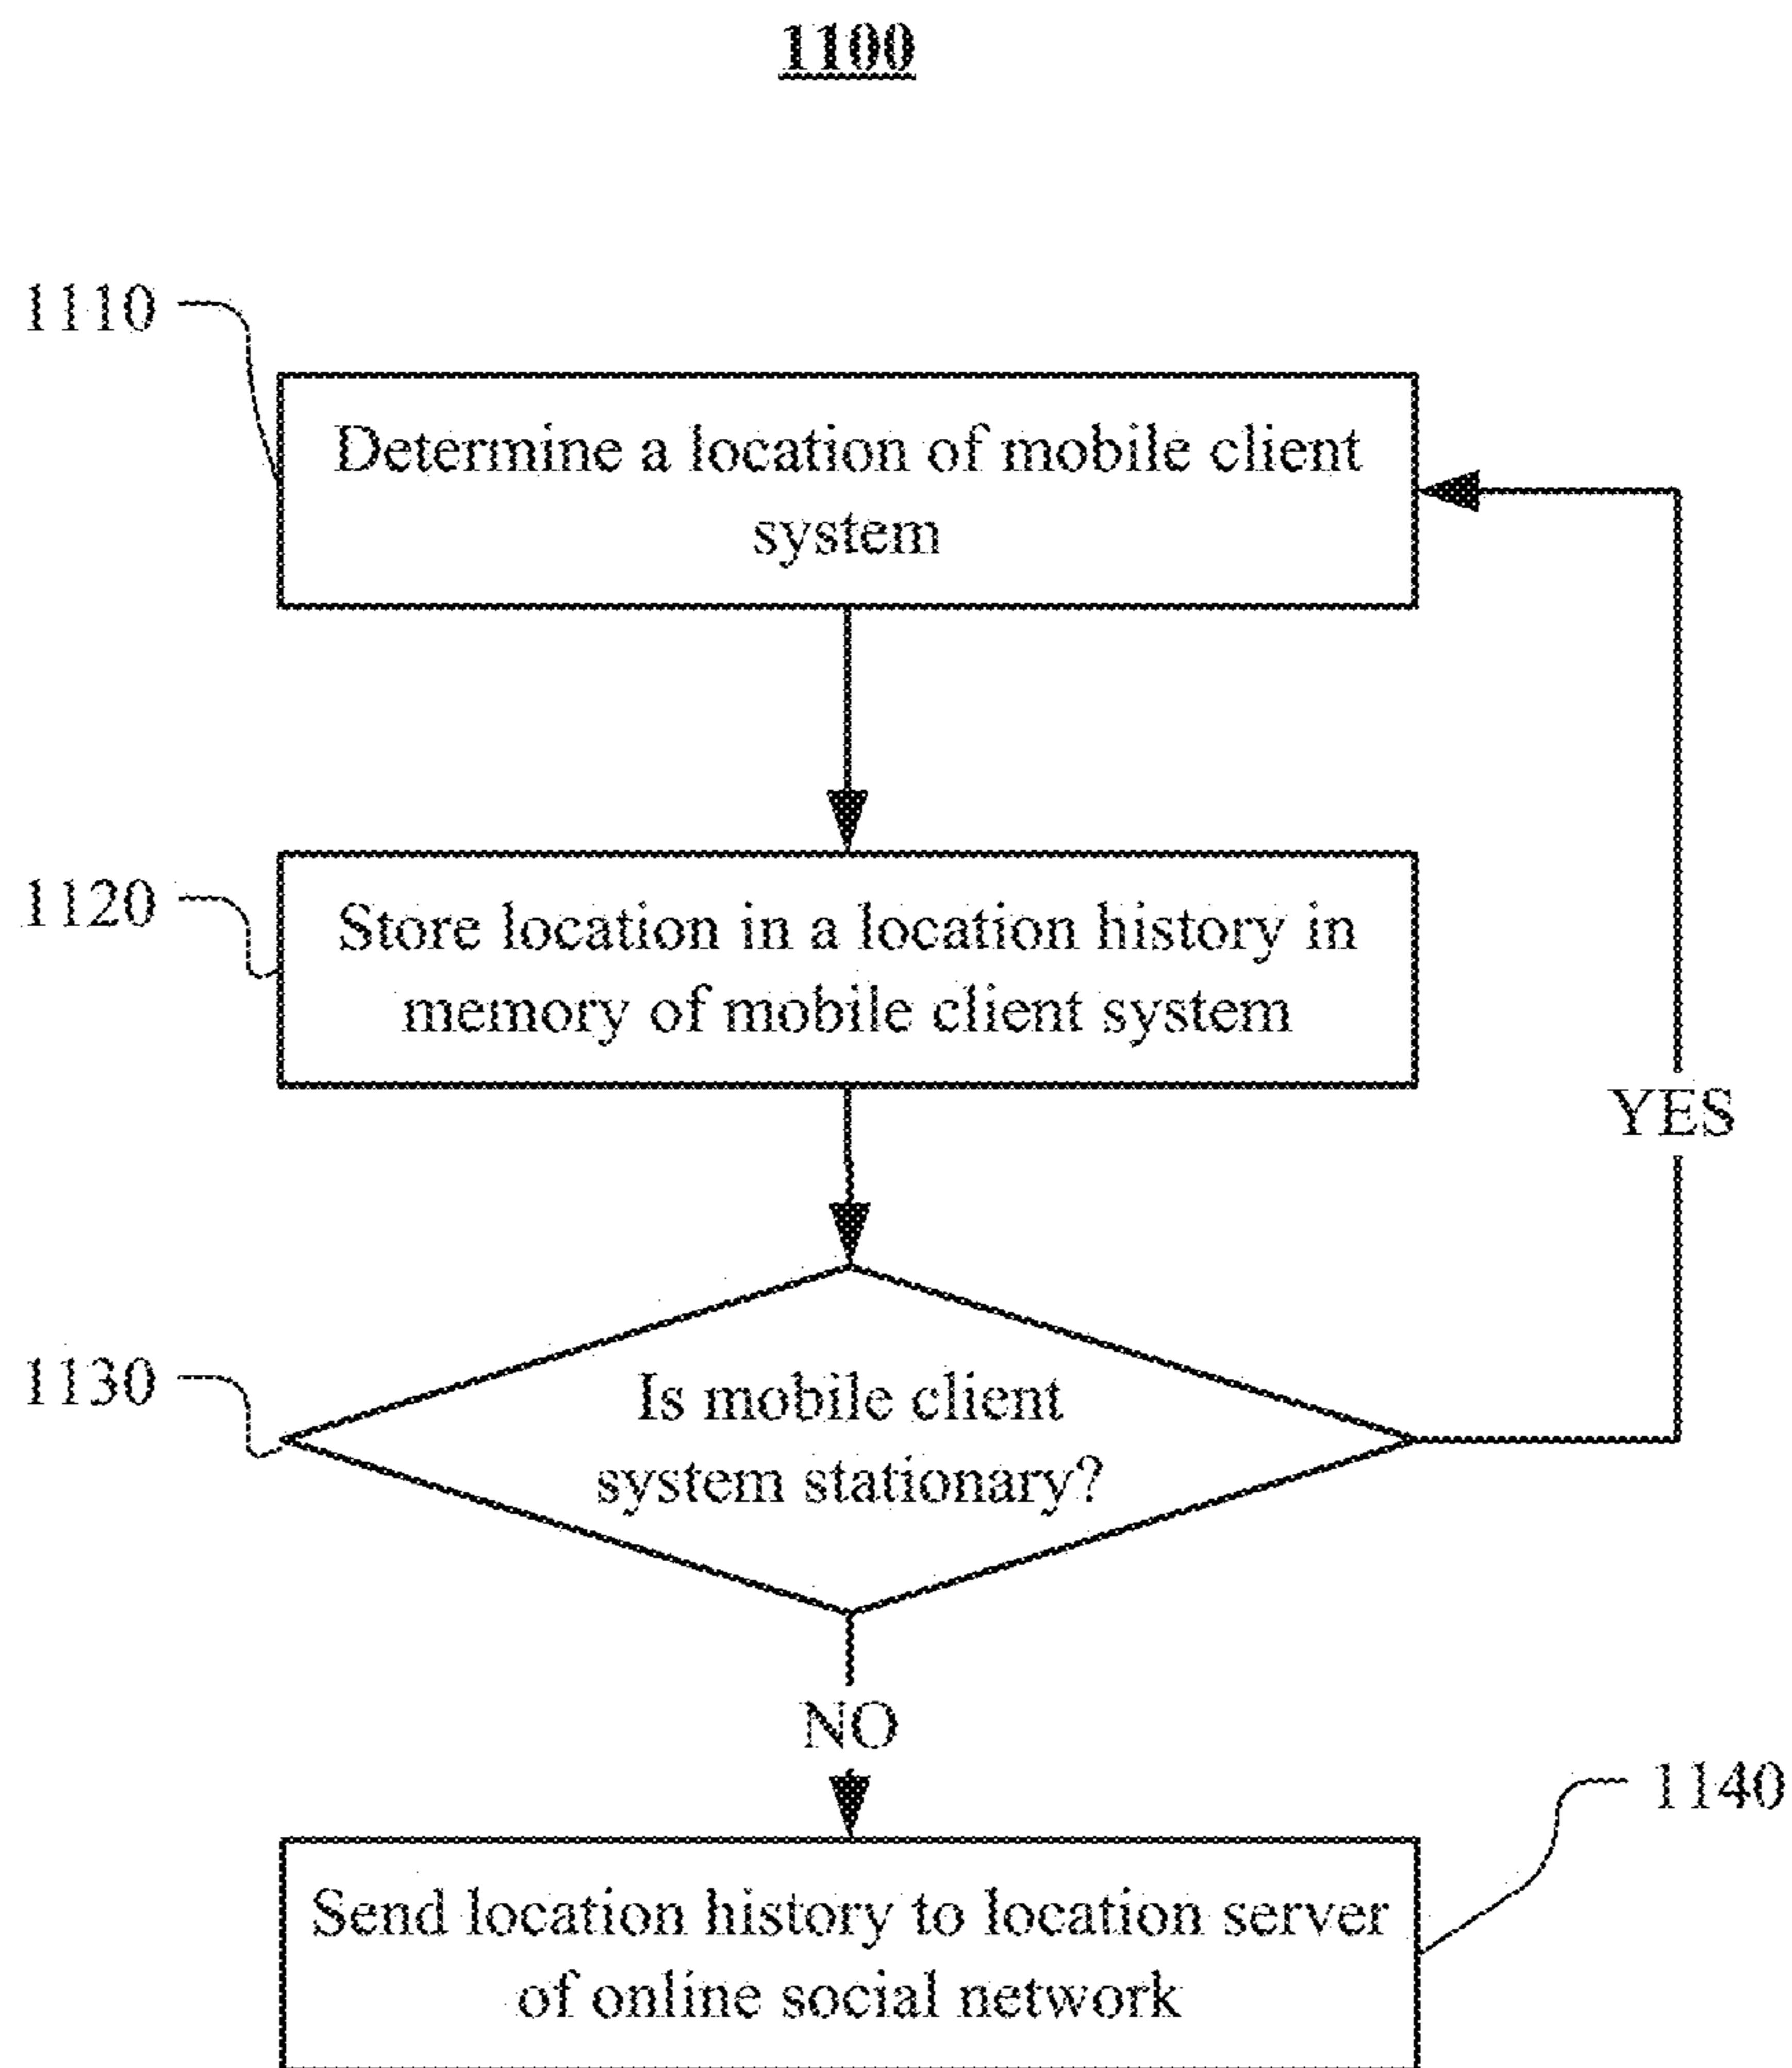 1100
1110
Determine a location of mobile client
system
1120
Store location in a location history in
memory of mobile client system
YES
1130
Is mobile client
system stationary?
NO
1140
Send location history to location server
of online social network